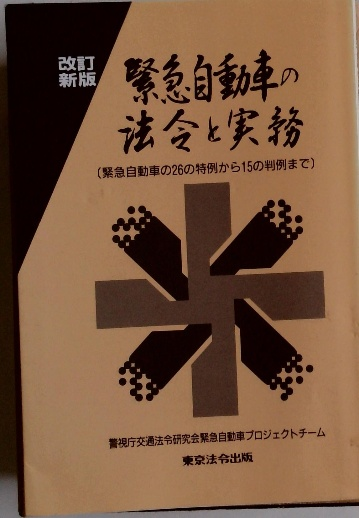 改訂
新版
緊急自動車の
法令と実務
〔緊急自動車の26の特例から15の判例まで〕
警視庁交通法令研究会緊急自動車プロジェクトチーム
東京法令出版